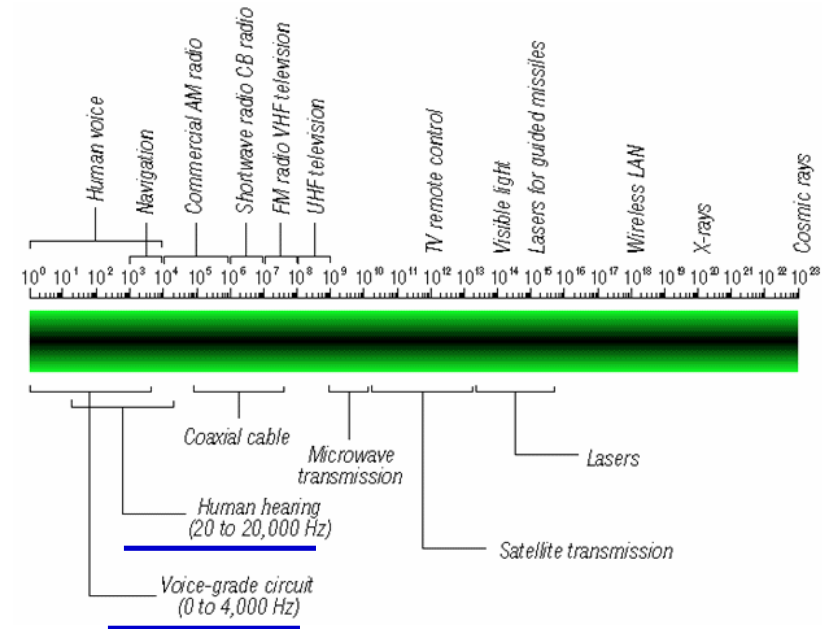 Human voice
Navigation
Commercial AM radio
Shortwave radio CB radio
FM radio VHF television
UHF television
TV remote control
Visible light
Lasers for guided missiles
Wireless LAN
X-rays
Cosmic rays
10⁰ 10¹ 10² 10³ 10⁴ 10⁵ 10⁶ 10⁷ 10⁸ 10⁹ 10¹⁰ 10¹¹ 10¹² 10¹³ 10¹⁴ 10¹⁵ 10¹⁶ 10¹⁷ 10¹⁸ 10¹⁹ 10²⁰ 10²¹ 10²² 10²³
Coaxial cable
Microwave
transmission
Lasers
Human hearing
(20 to 20,000 Hz)
Satellite transmission
Voice-grade circuit
(0 to 4,000 Hz)